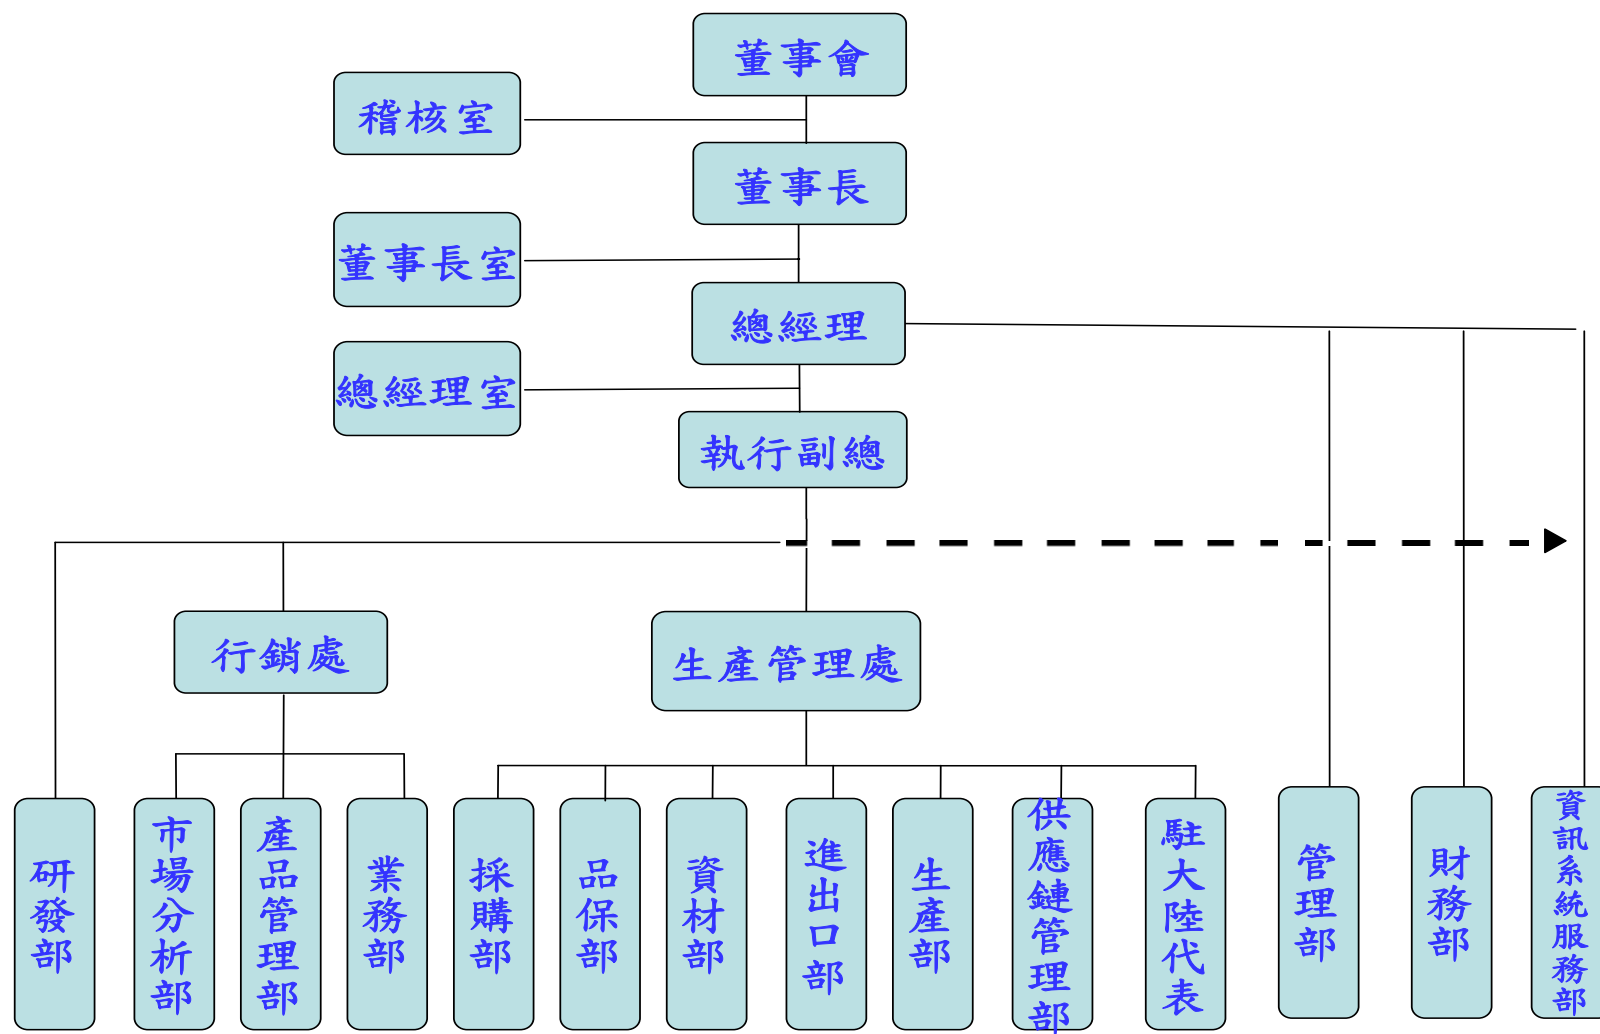 董事會
稽核室
董事長
董事長室
總經理
總經理室
執行副總
行銷處
生產管理處
研發部
市場分析部
產品管理部
業務部
採購部
品保部
資材部
進出口部
生產部
供應鏈管理部
駐大陸代表
管理部
財務部
資訊系統服務部